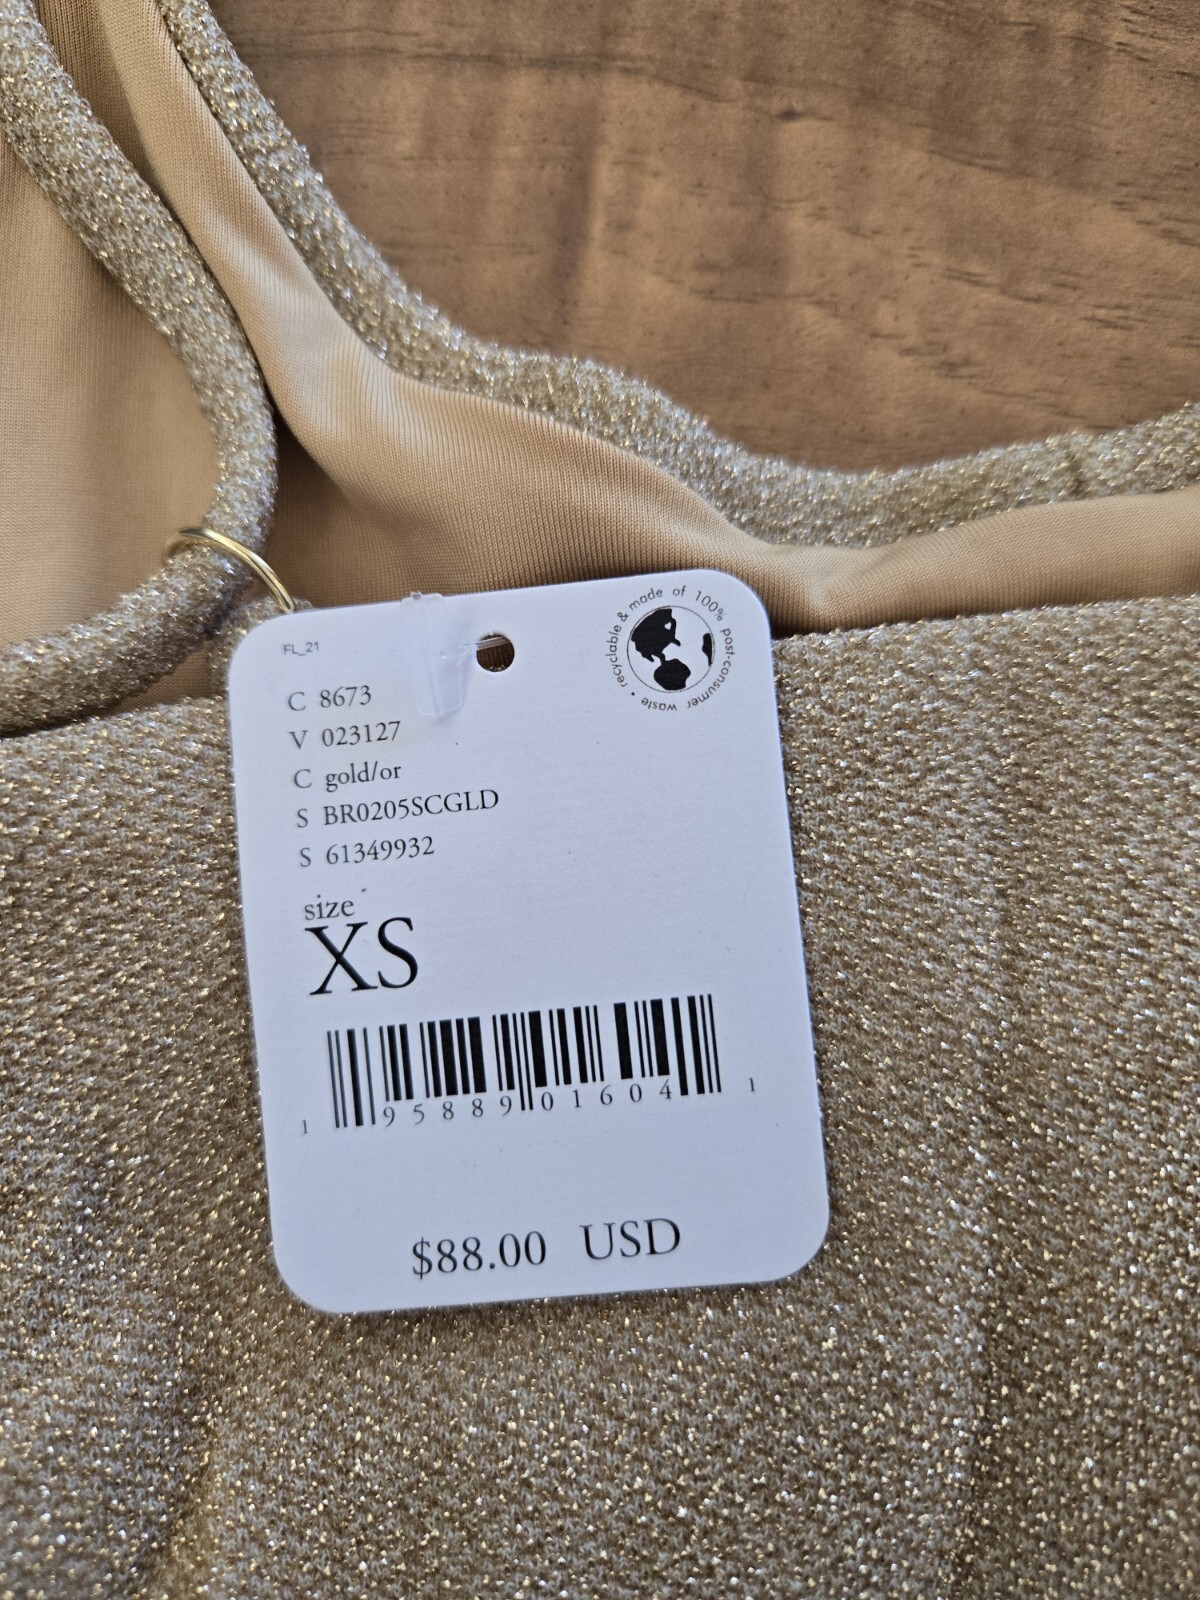 FL_21
recyclable & made of 100% post-consumer waste •
C 8673
V 023127
C gold/or
S BR0205SCGLD
S 61349932
size
XS
1 95889 01604 1
$88.00 USD